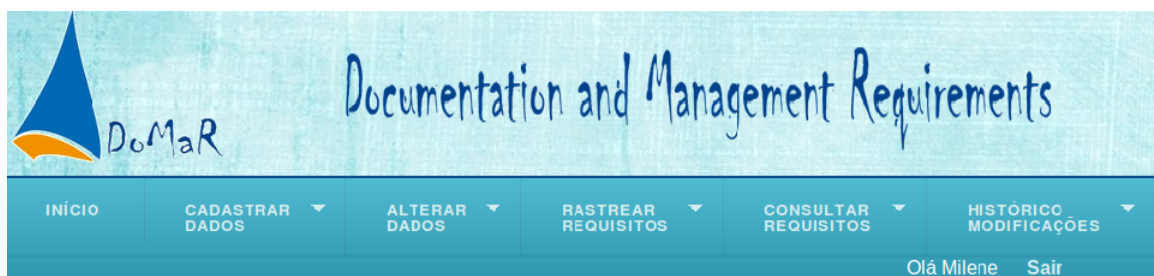 Documentation and Management Requirements
DoMaR
INÍCIO
CADASTRAR
DADOS
ALTERAR
DADOS
RASTREAR
REQUISITOS
CONSULTAR
REQUISITOS
HISTÓRICO
MODIFICAÇÕES
Olá Milene Sair